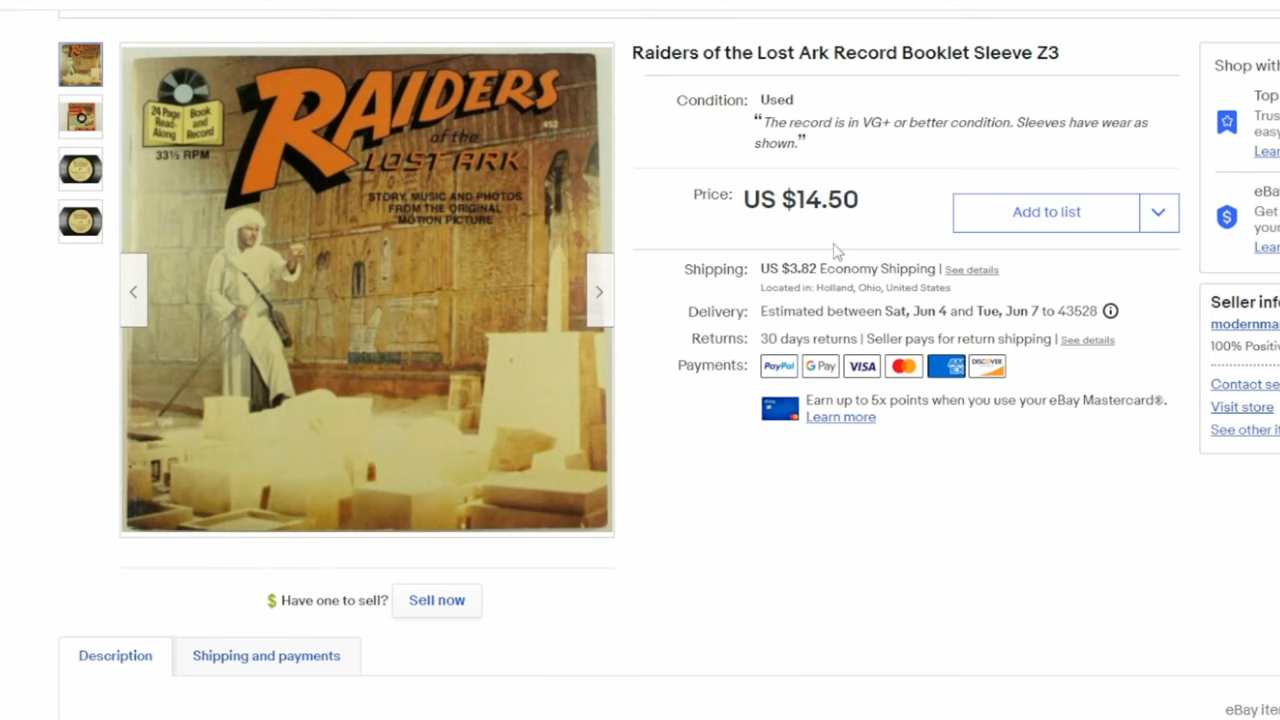 Raiders of the Lost Ark Record Booklet Sleeve Z3
RAIDERS
of the
LOST ARK
452
24 Page
Read-
Along
Book
and
Record
33⅓ RPM
STORY, MUSIC AND PHOTOS
FROM THE ORIGINAL
MOTION PICTURE
Condition: Used
“The record is in VG+ or better condition. Sleeves have wear as
shown.”
Price: US $14.50
Add to list
Shipping: US $3.82 Economy Shipping | See details
Located in: Holland, Ohio, United States
Delivery: Estimated between Sat, Jun 4 and Tue, Jun 7 to 43528
Returns: 30 days returns | Seller pays for return shipping | See details
Payments: PayPal G Pay VISA DISCOVER
Earn up to 5x points when you use your eBay Mastercard®.
Learn more
Shop with
Top
Trus
easy
Lear
eBa
Get
your
Lear
Seller info
modernma
100% Positiv
Contact se
Visit store
See other it
$ Have one to sell? Sell now
Description
Shipping and payments
eBay ite